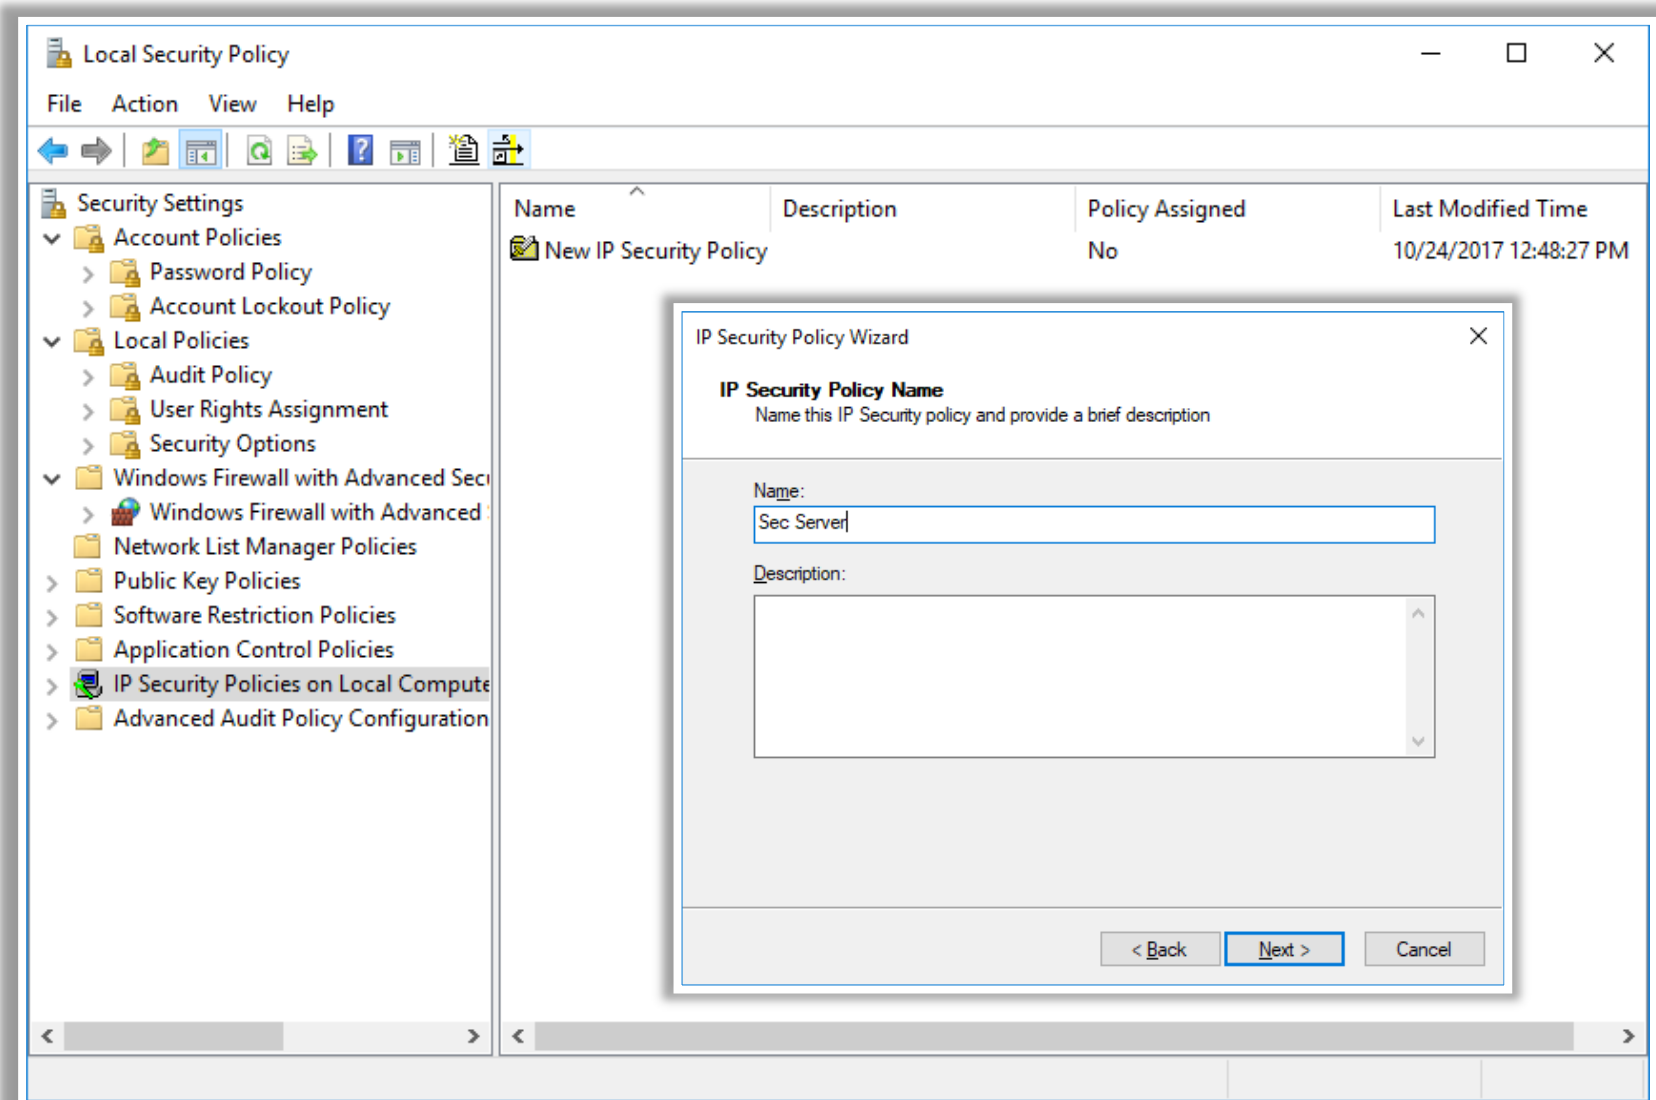 Local Security Policy
File Action View Help
Security Settings
Account Policies
Password Policy
Account Lockout Policy
Local Policies
Audit Policy
User Rights Assignment
Security Options
Windows Firewall with Advanced Secu
Windows Firewall with Advanced
Network List Manager Policies
Public Key Policies
Software Restriction Policies
Application Control Policies
IP Security Policies on Local Compute
Advanced Audit Policy Configuration
Name Description Policy Assigned Last Modified Time
New IP Security Policy No 10/24/2017 12:48:27 PM
IP Security Policy Wizard
IP Security Policy Name
Name this IP Security policy and provide a brief description
Name:
Sec Server
Description:
< Back Next > Cancel